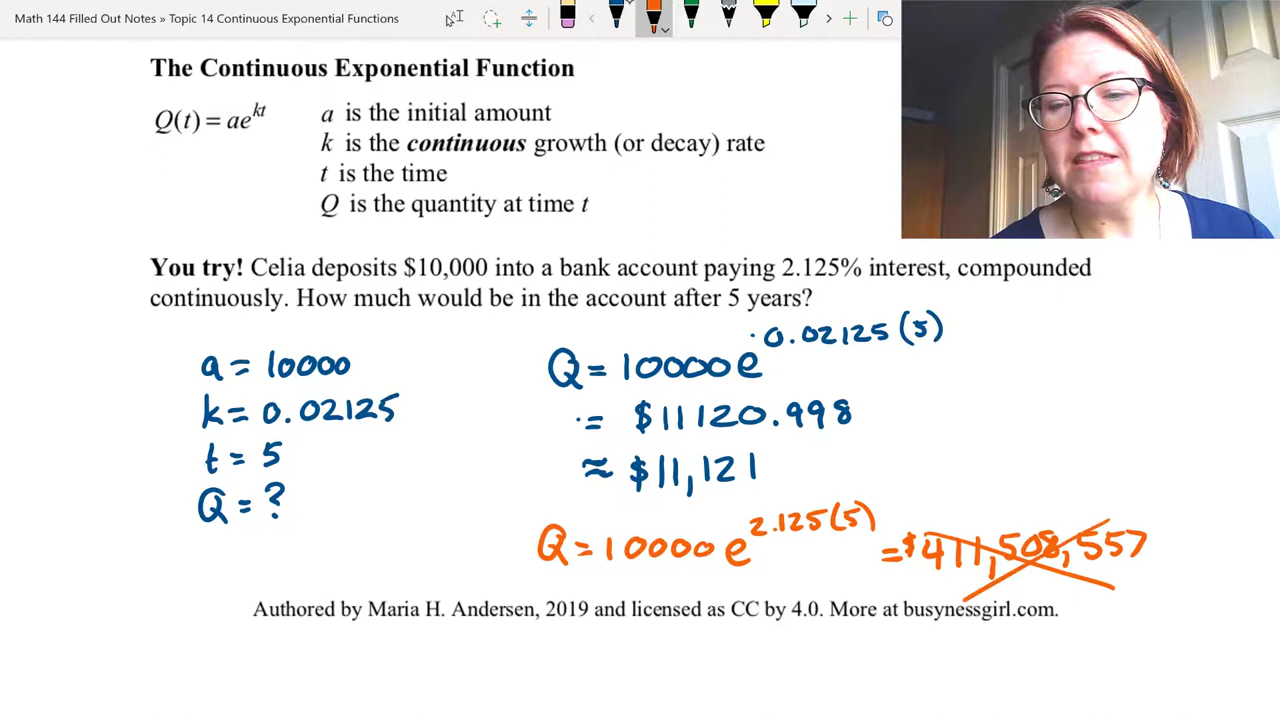 Math 144 Filled Out Notes » Topic 14 Continuous Exponential Functions
The Continuous Exponential Function
Q(t) = ae^{kt}
a is the initial amount
k is the continuous growth (or decay) rate
t is the time
Q is the quantity at time t
You try! Celia deposits $10,000 into a bank account paying 2.125% interest, compounded
continuously. How much would be in the account after 5 years?
a = 10000
k = 0.02125
t = 5
Q = ?
Q = 10000e^{0.02125(5)}
= $11120.998
≈ $11,121
Q = 10000e^{2.125(5)} = $411,508,557
Authored by Maria H. Andersen, 2019 and licensed as CC by 4.0. More at busynessgirl.com.